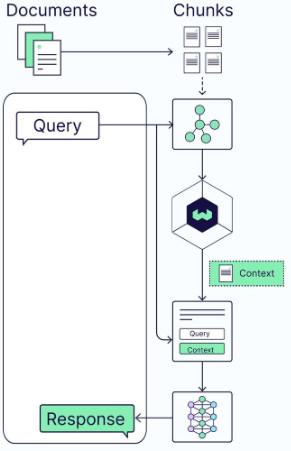 Documents
Chunks
Query
Context
Query
Context
Response